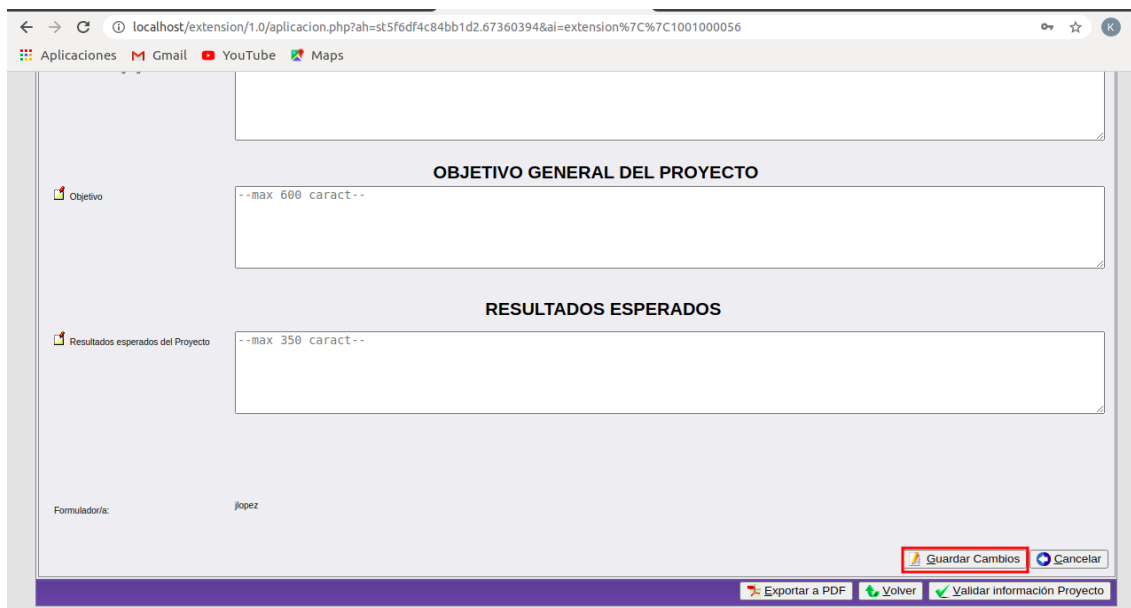 localhost/extension/1.0/aplicacion.php?ah=st5f6df4c84bb1d2.67360394&ai=extension%7C%7C1001000056
K
Aplicaciones Gmail YouTube Maps
OBJETIVO GENERAL DEL PROYECTO
Objetivo
--max 600 caract--
RESULTADOS ESPERADOS
Resultados esperados del Proyecto
--max 350 caract--
Formulador/a: jlopez
Guardar Cambios Cancelar
Exportar a PDF Volver Validar información Proyecto